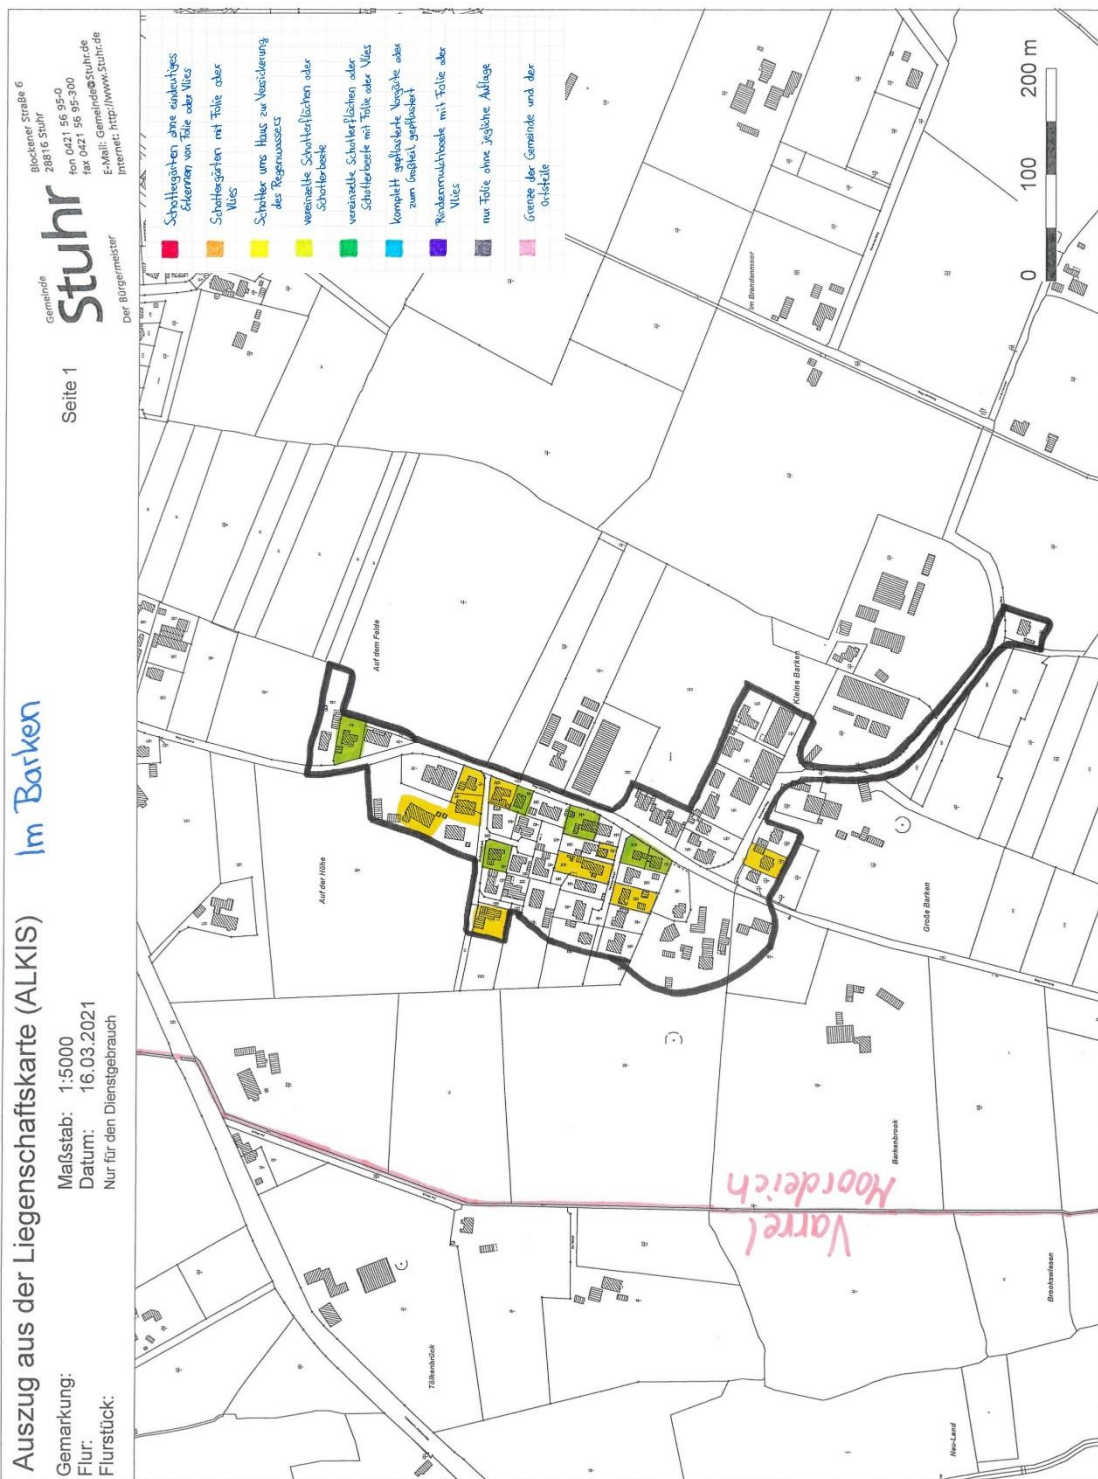 Auszug aus der Liegenschaftskarte (ALKIS)
Im Barken
Seite 1
Gemeinde
Stuhr
Der Bürgermeister
Blockener Straße 6
28816 Stuhr
fon 0421 56 95-0
fax 0421 56 95-300
E-Mail: Gemeinde@Stuhr.de
Internet: http://www.Stuhr.de
Gemarkung:
Flur:
Flurstück:
Maßstab: 1:5000
Datum: 16.03.2021
Nur für den Dienstgebrauch
Schottergärten ohne eindeutiges
Erkennen von Folie oder Vlies
Schottergärten mit Folie oder
Vlies
Schotter ums Haus zur Versickerung
des Regenwassers
vereinzelte Schotterflächen oder
Schotterbeete
vereinzelte Schotterflächen oder
Schotterbeete mit Folie oder Vlies
komplett gepflasterte Vorgärten oder
zum Großteil gepflastert
Rindenmulchbeete mit Folie oder
Vlies
nur Folie ohne jegliche Auflage
Grenze der Gemeinde und der
Ortsteile
Auf dem Felde
Auf der Höhe
Im Brandenmoor
Kleine Barken
Große Barken
Tölkenbrück
Barkenbrook
Brookswiesen
Neu-Land
Varrel
Moordeich
0 100 200 m